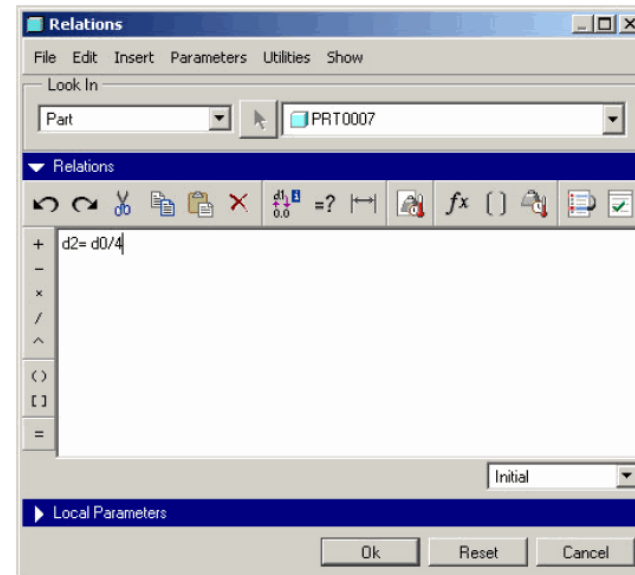 Relations
File Edit Insert Parameters Utilities Show
Look In
Part PRT0007
Relations
d1 0.0 =? fx ( )
+ d2= d0/4
-
×
/
^
( )
[ ]
=
Initial
Local Parameters
Ok Reset Cancel